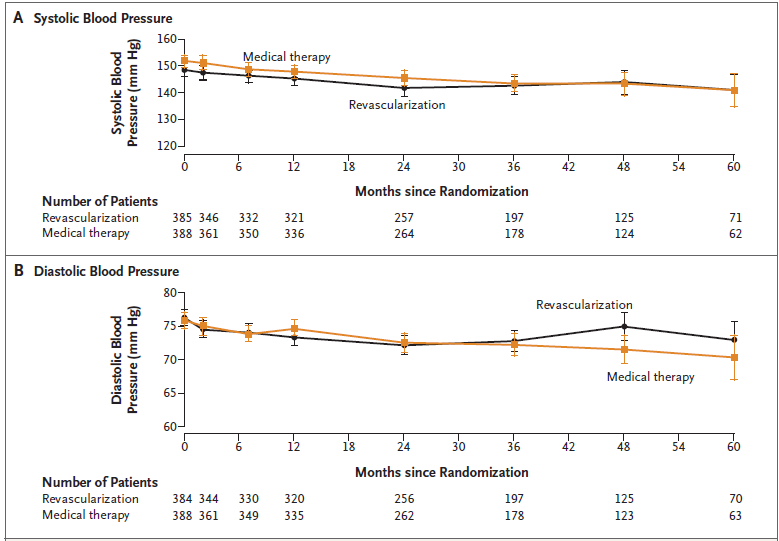 A Systolic Blood Pressure
Systolic Blood
Pressure (mm Hg)
160
150
140
130
120
Medical therapy
Revascularization
0 6 12 18 24 30 36 42 48 54 60
Months since Randomization
Number of Patients
Revascularization 385 346 332 321 257 197 125 71
Medical therapy 388 361 350 336 264 178 124 62
B Diastolic Blood Pressure
Diastolic Blood
Pressure (mm Hg)
80
75
70
65
60
Revascularization
Medical therapy
0 6 12 18 24 30 36 42 48 54 60
Months since Randomization
Number of Patients
Revascularization 384 344 330 320 256 197 125 70
Medical therapy 388 361 349 335 262 178 123 63